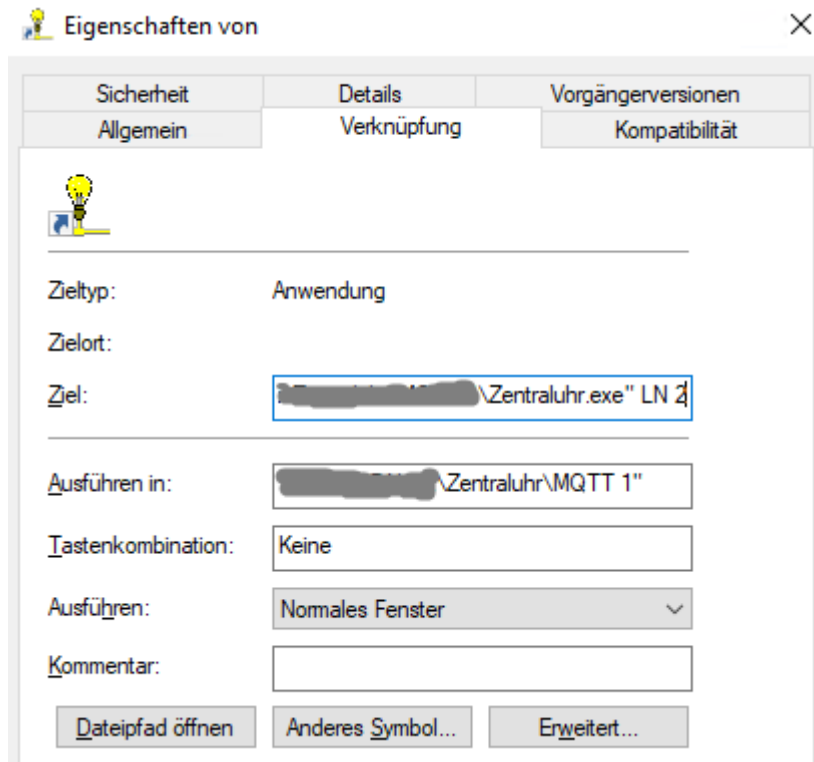 Eigenschaften von
Sicherheit Details Vorgängerversionen
Allgemein Verknüpfung Kompatibilität
Zieltyp: Anwendung
Zielort:
Ziel: \Zentraluhr.exe" LN 2
Ausführen in: \Zentraluhr\MQTT 1"
Tastenkombination: Keine
Ausführen: Normales Fenster
Kommentar:
Dateipfad öffnen Anderes Symbol... Erweitert...